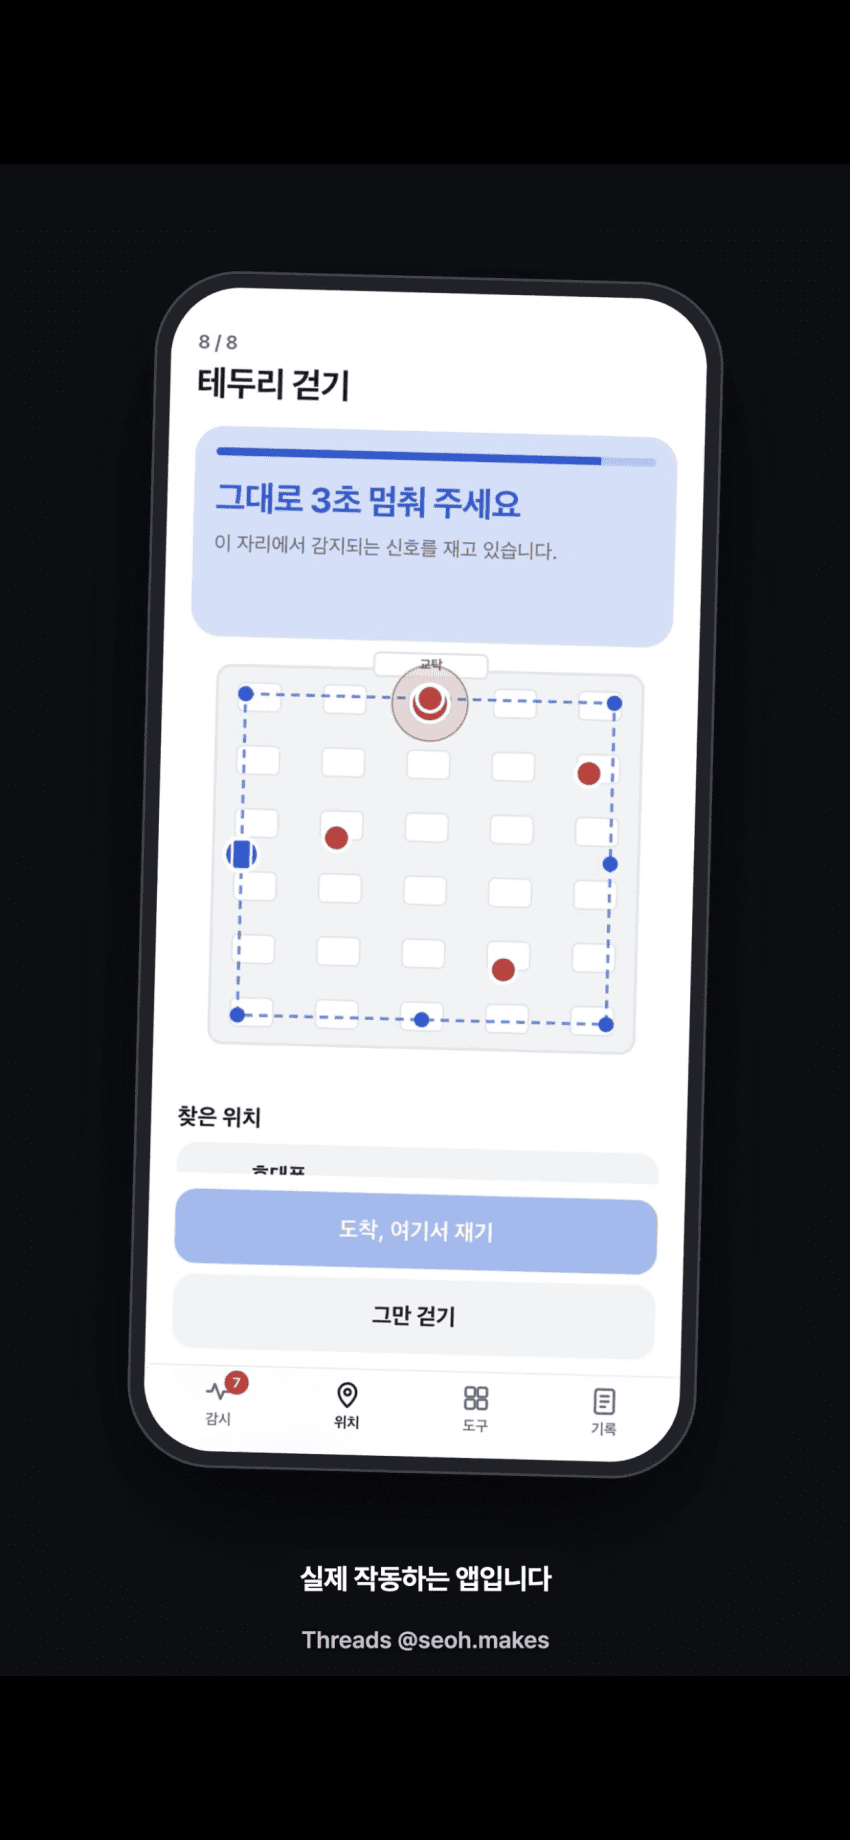 8 / 8
테두리 걷기
그대로 3초 멈춰 주세요
이 자리에서 감지되는 신호를 재고 있습니다.
교탁
찾은 위치
휴대폰
도착, 여기서 재기
그만 걷기
7
감시
위치
도구
기록
실제 작동하는 앱입니다
Threads @seoh.makes